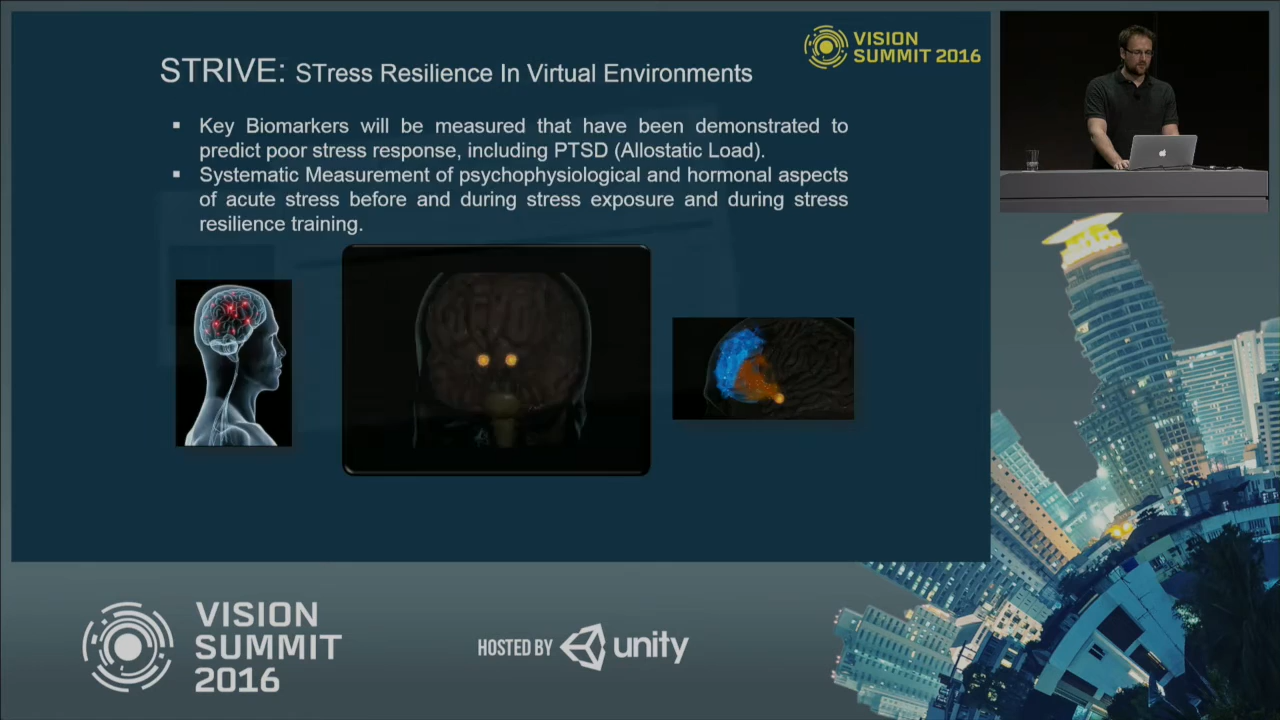 VISION
SUMMIT 2016
STRIVE: STress Resilience In Virtual Environments
▪ Key Biomarkers will be measured that have been demonstrated to
predict poor stress response, including PTSD (Allostatic Load).
▪ Systematic Measurement of psychophysiological and hormonal aspects
of acute stress before and during stress exposure and during stress
resilience training.
VISION
SUMMIT
2016
HOSTED BY unity